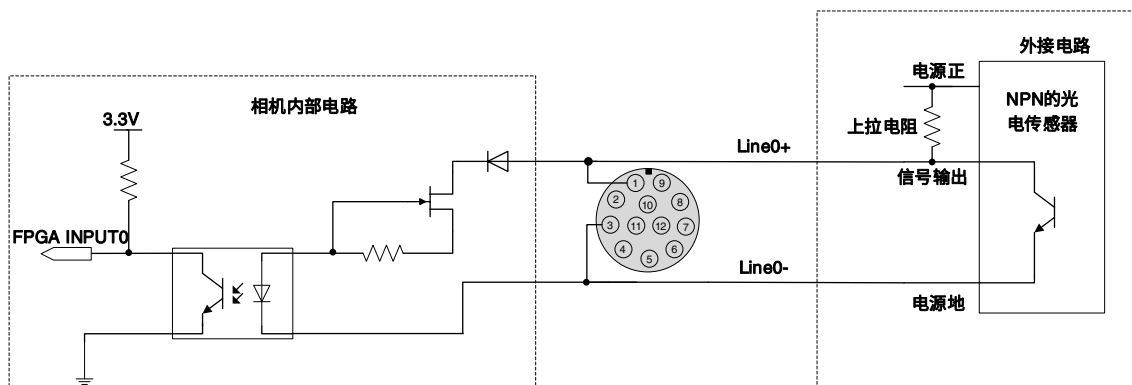 外接电路
电源正
相机内部电路
NPN的光
电传感器
3.3V
上拉电阻
Line0+
信号输出
1
9
2
8
10
FPGA INPUT0
3
11
12
7
4
6
5
Line0-
电源地